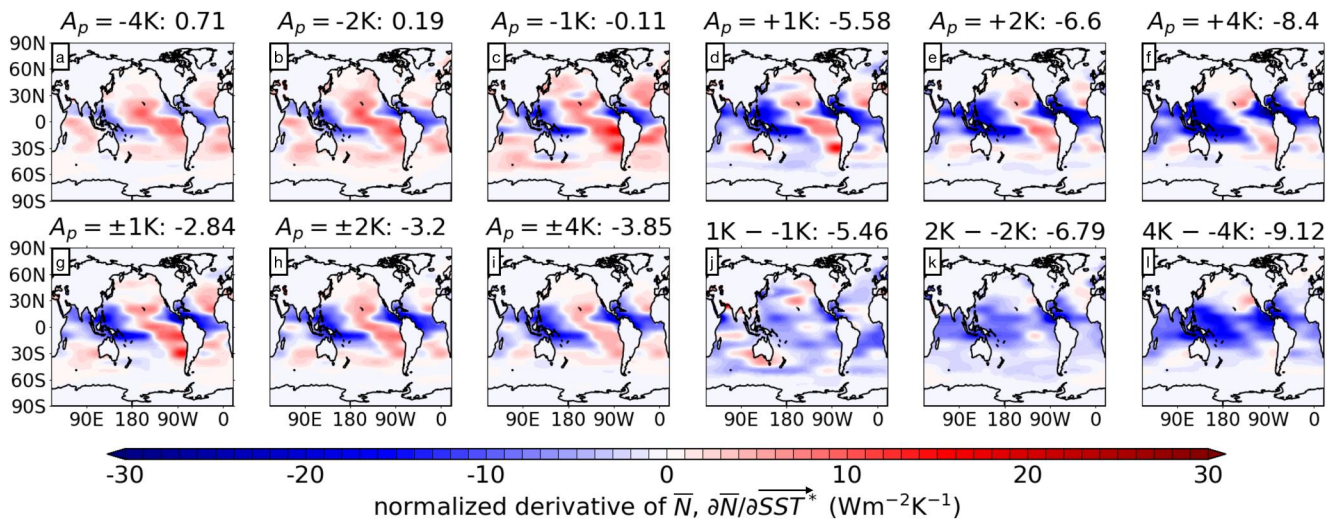 A_p = -4K: 0.71 A_p = -2K: 0.19 A_p = -1K: -0.11 A_p = +1K: -5.58 A_p = +2K: -6.6 A_p = +4K: -8.4
90N a b c d e f
60N
30N
0
30S
60S
90S
A_p = ±1K: -2.84 A_p = ±2K: -3.2 A_p = ±4K: -3.85 1K − -1K: -5.46 2K − -2K: -6.79 4K − -4K: -9.12
90N g h i j k l
60N
30N
0
30S
60S
90S
90E 180 90W 0 90E 180 90W 0 90E 180 90W 0 90E 180 90W 0 90E 180 90W 0 90E 180 90W 0
-30 -20 -10 0 10 20 30
normalized derivative of N̅, ∂N̅/∂SST⃗* (Wm⁻²K⁻¹)